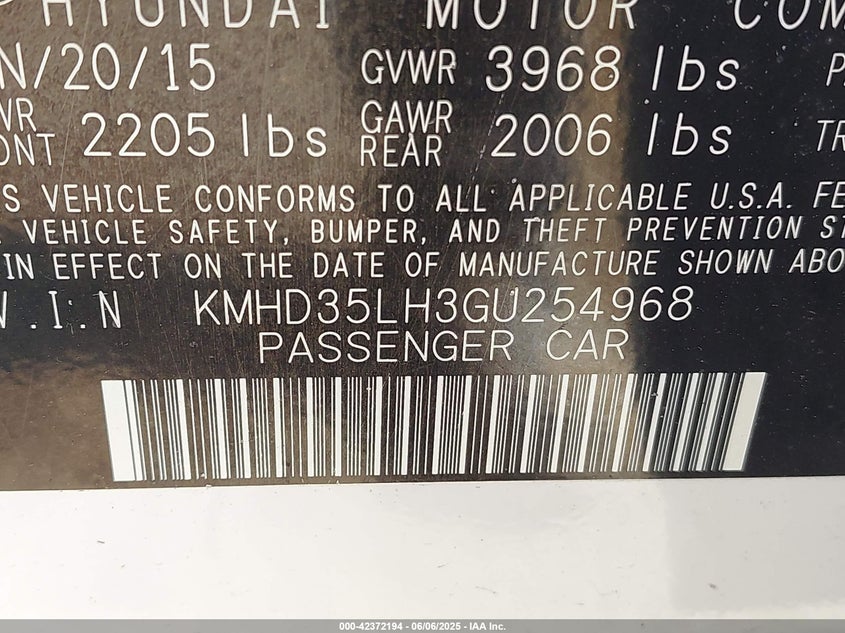 HYUNDAI MOTOR COM
N/20/15 GVWR 3968 lbs P
WR GAWR
ONT 2205 lbs REAR 2006 lbs TR
S VEHICLE CONFORMS TO ALL APPLICABLE U.S.A. FE
VEHICLE SAFETY, BUMPER, AND THEFT PREVENTION ST
IN EFFECT ON THE DATE OF MANUFACTURE SHOWN ABO
V.I.N KMHD35LH3GU254968
PASSENGER CAR
000-42372194 - 06/06/2025 - IAA Inc.